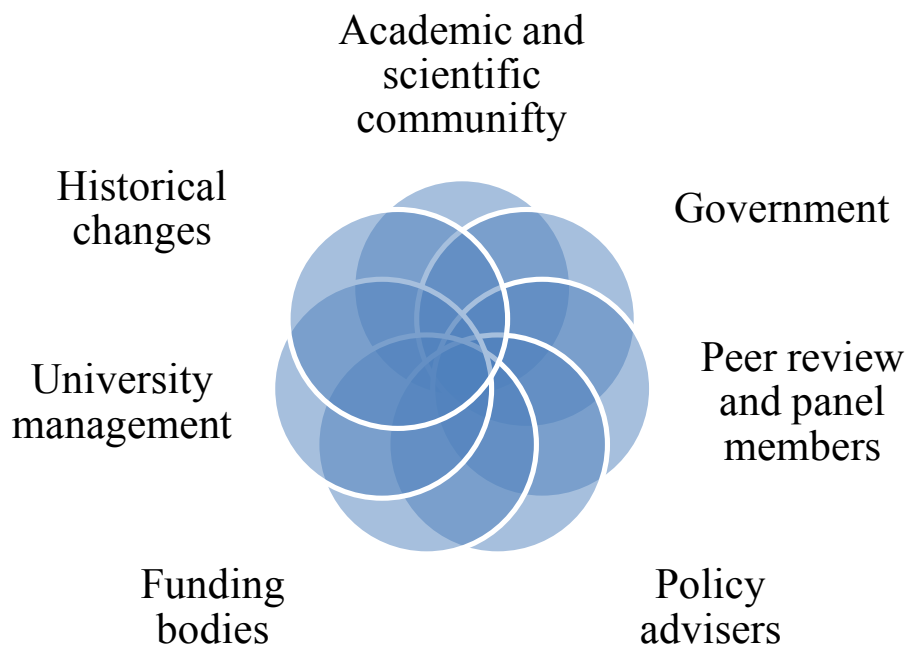 Academic and
scientific
communifty
Government
Peer review
and panel
members
Policy
advisers
Funding
bodies
University
management
Historical
changes